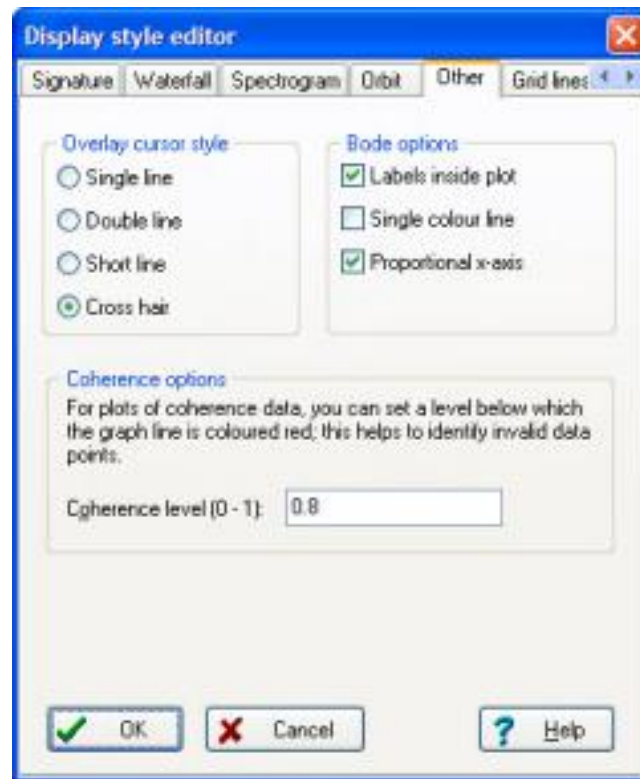 Display style editor
Signature Waterfall Spectrogram Orbit Other Grid lines
Overlay cursor style
Single line
Double line
Short line
Cross hair
Bode options
Labels inside plot
Single colour line
Proportional x-axis
Coherence options
For plots of coherence data, you can set a level below which
the graph line is coloured red; this helps to identify invalid data
points.
Coherence level (0 - 1): 0.8
OK Cancel Help